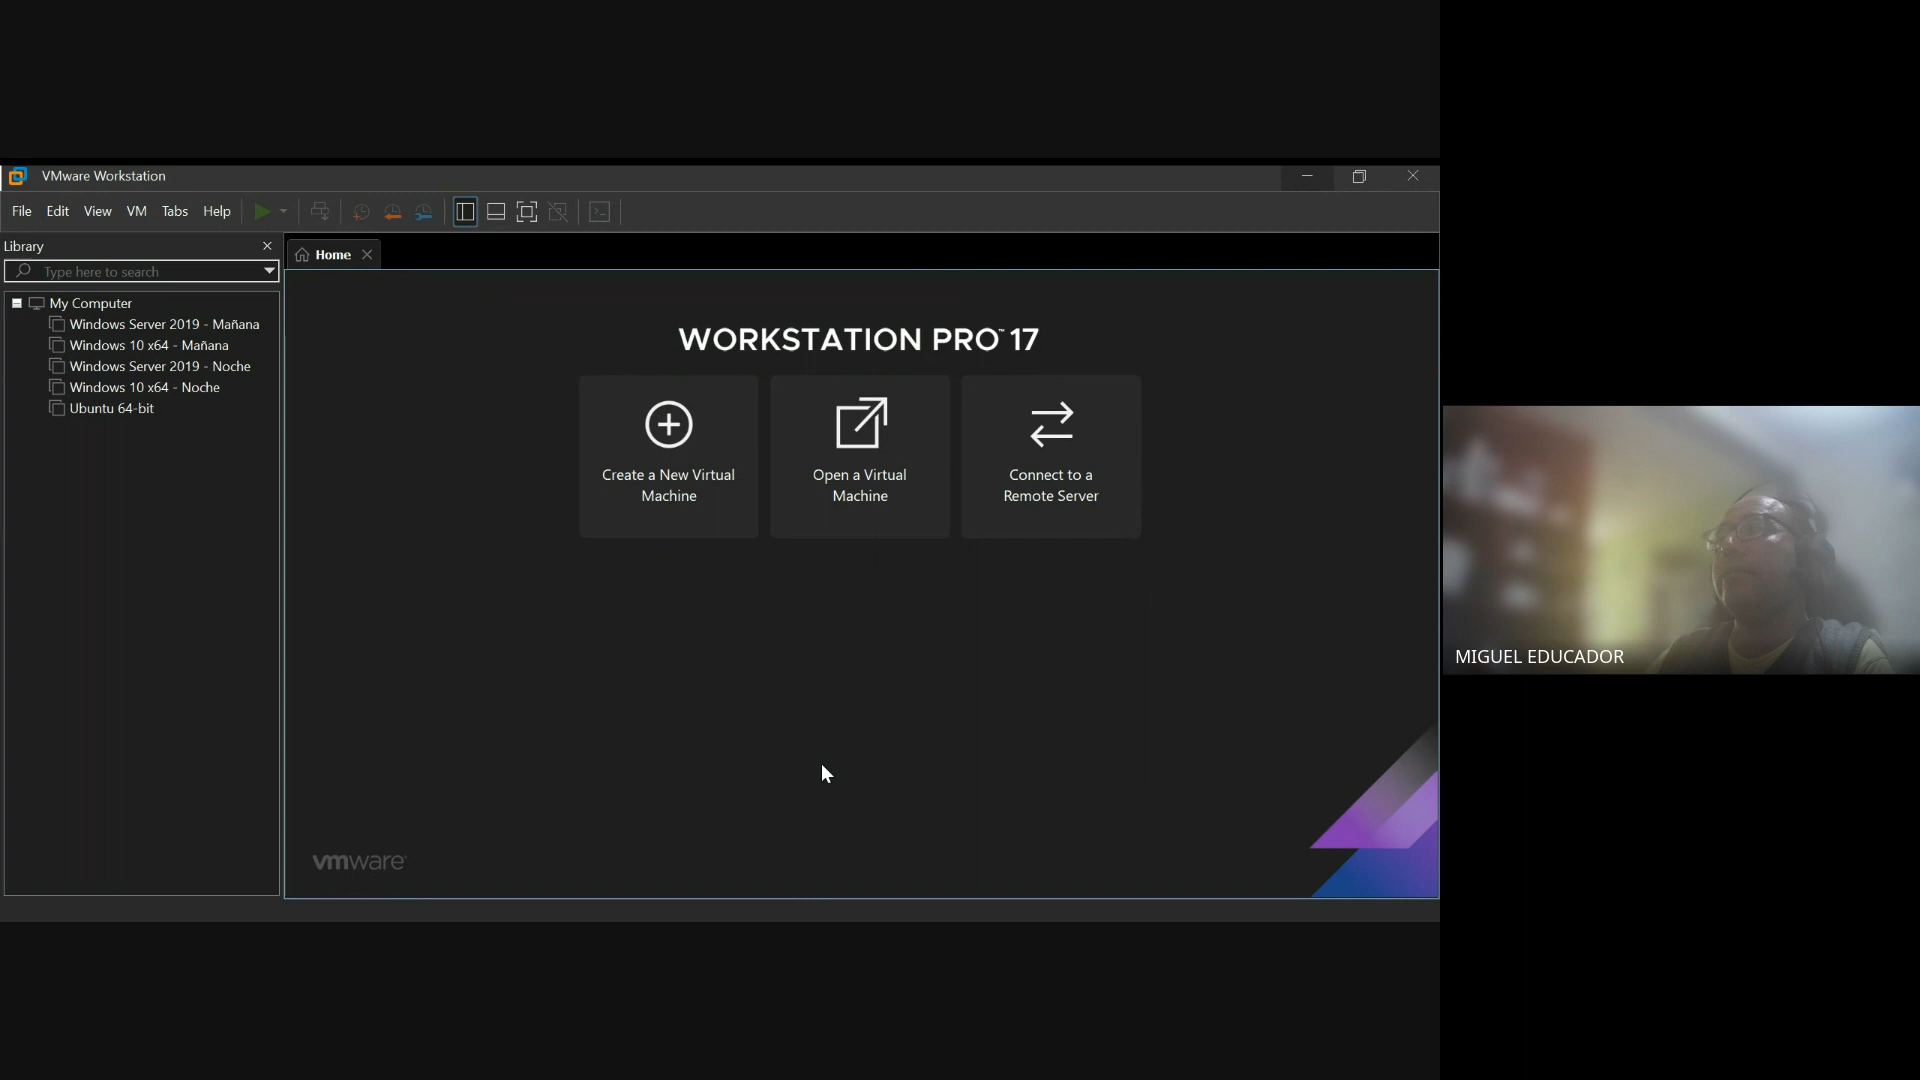 VMware Workstation
File Edit View VM Tabs Help
Library
Type here to search
My Computer
Windows Server 2019 - Mañana
Windows 10 x64 - Mañana
Windows Server 2019 - Noche
Windows 10 x64 - Noche
Ubuntu 64-bit
Home
WORKSTATION PRO™ 17
Create a New Virtual
Machine
Open a Virtual
Machine
Connect to a
Remote Server
vmware®
MIGUEL EDUCADOR